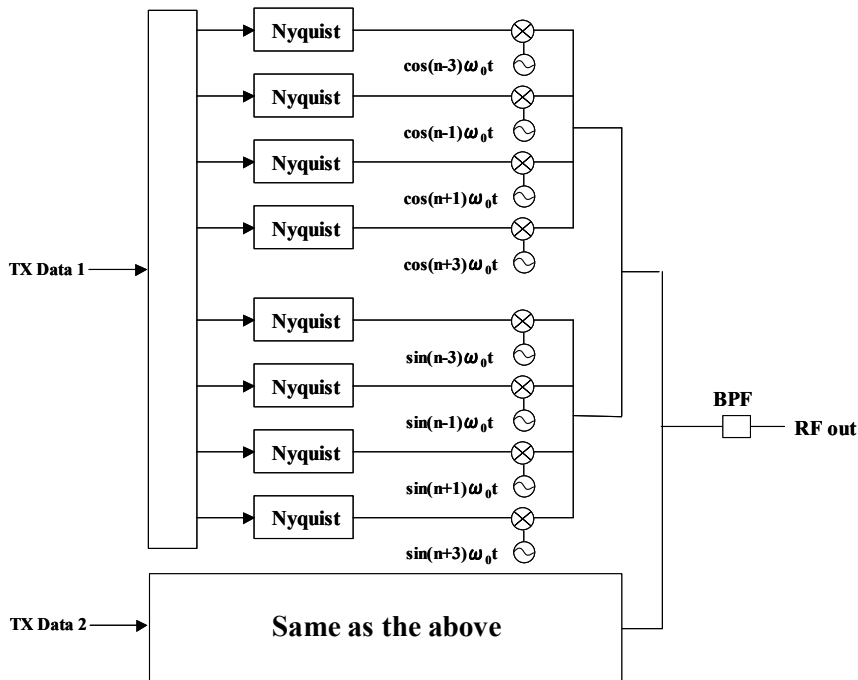 Nyquist
cos(n-3)ω₀t
Nyquist
cos(n-1)ω₀t
Nyquist
cos(n+1)ω₀t
Nyquist
cos(n+3)ω₀t
TX Data 1
Nyquist
sin(n-3)ω₀t
Nyquist
sin(n-1)ω₀t
BPF
RF out
Nyquist
sin(n+1)ω₀t
Nyquist
sin(n+3)ω₀t
TX Data 2
Same as the above